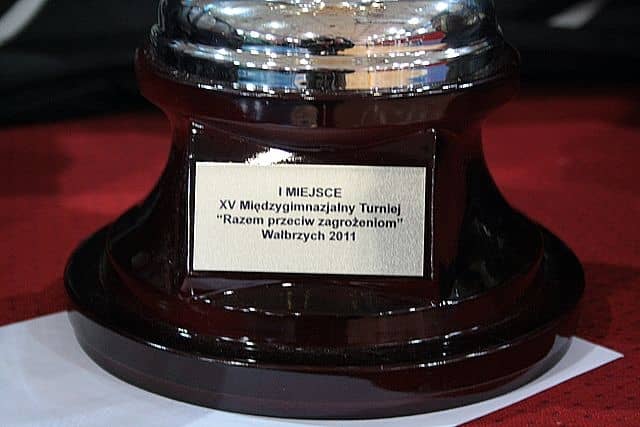 I MIEJSCE
XV Międzygimnazjalny Turniej
"Razem przeciw zagrożeniom"
Wałbrzych 2011